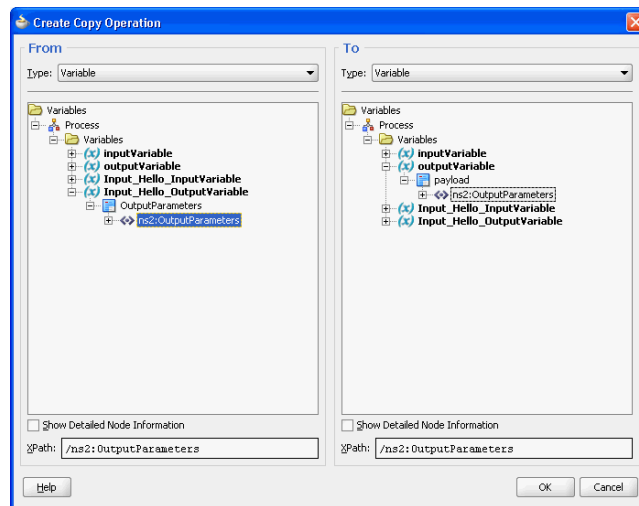 Create Copy Operation
From
Type: Variable
Variables
Process
Variables
(x) inputVariable
(x) outputVariable
(x) Input_Hello_InputVariable
(x) Input_Hello_OutputVariable
OutputParameters
ns2:OutputParameters
Show Detailed Node Information
XPath: /ns2:OutputParameters
To
Type: Variable
Variables
Process
Variables
(x) inputVariable
(x) outputVariable
payload
ns2:OutputParameters
(x) Input_Hello_InputVariable
(x) Input_Hello_OutputVariable
Show Detailed Node Information
XPath: /ns2:OutputParameters
Help
OK
Cancel